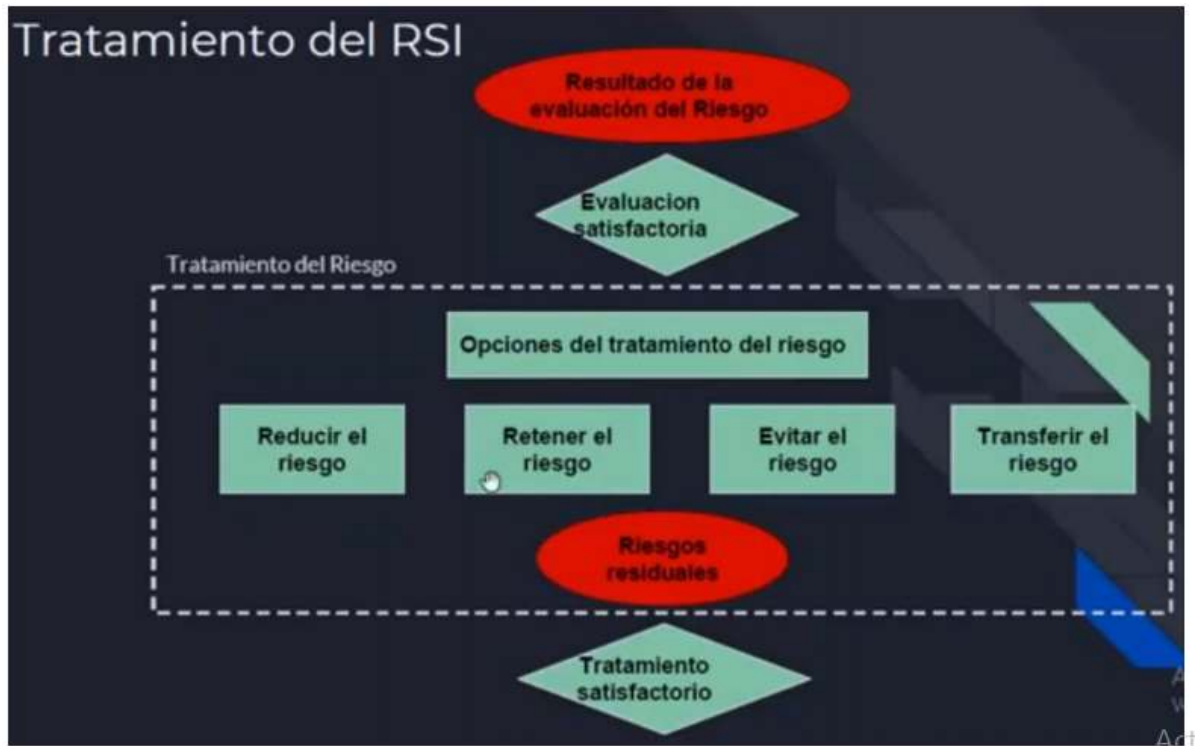 Tratamiento del RSI
Resultado de la
evaluación del Riesgo
Evaluacion
satisfactoria
Tratamiento del Riesgo
Opciones del tratamiento del riesgo
Reducir el
riesgo
Retener el
riesgo
Evitar el
riesgo
Transferir el
riesgo
Riesgos
residuales
Tratamiento
satisfactorio